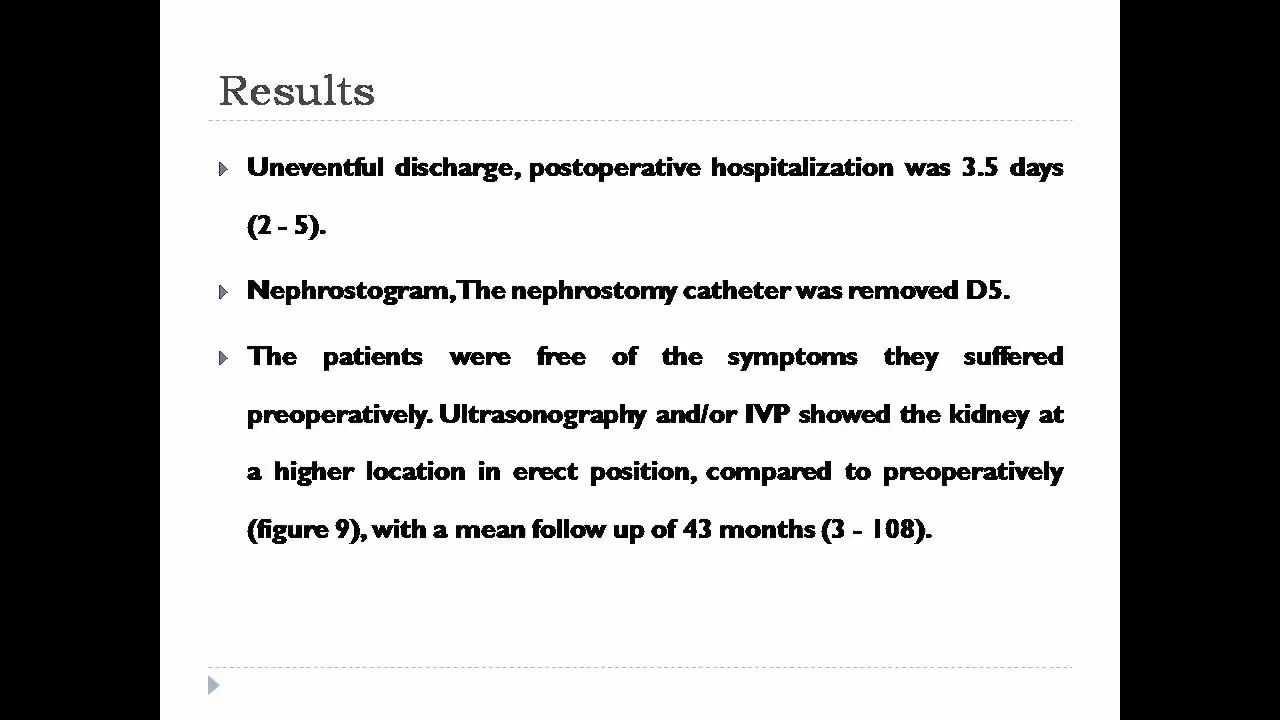 Results
Uneventful discharge, postoperative hospitalization was 3.5 days
(2 - 5).
Nephrostogram,The nephrostomy catheter was removed D5.
The patients were free of the symptoms they suffered
preoperatively. Ultrasonography and/or IVP showed the kidney at
a higher location in erect position, compared to preoperatively
(figure 9), with a mean follow up of 43 months (3 - 108).